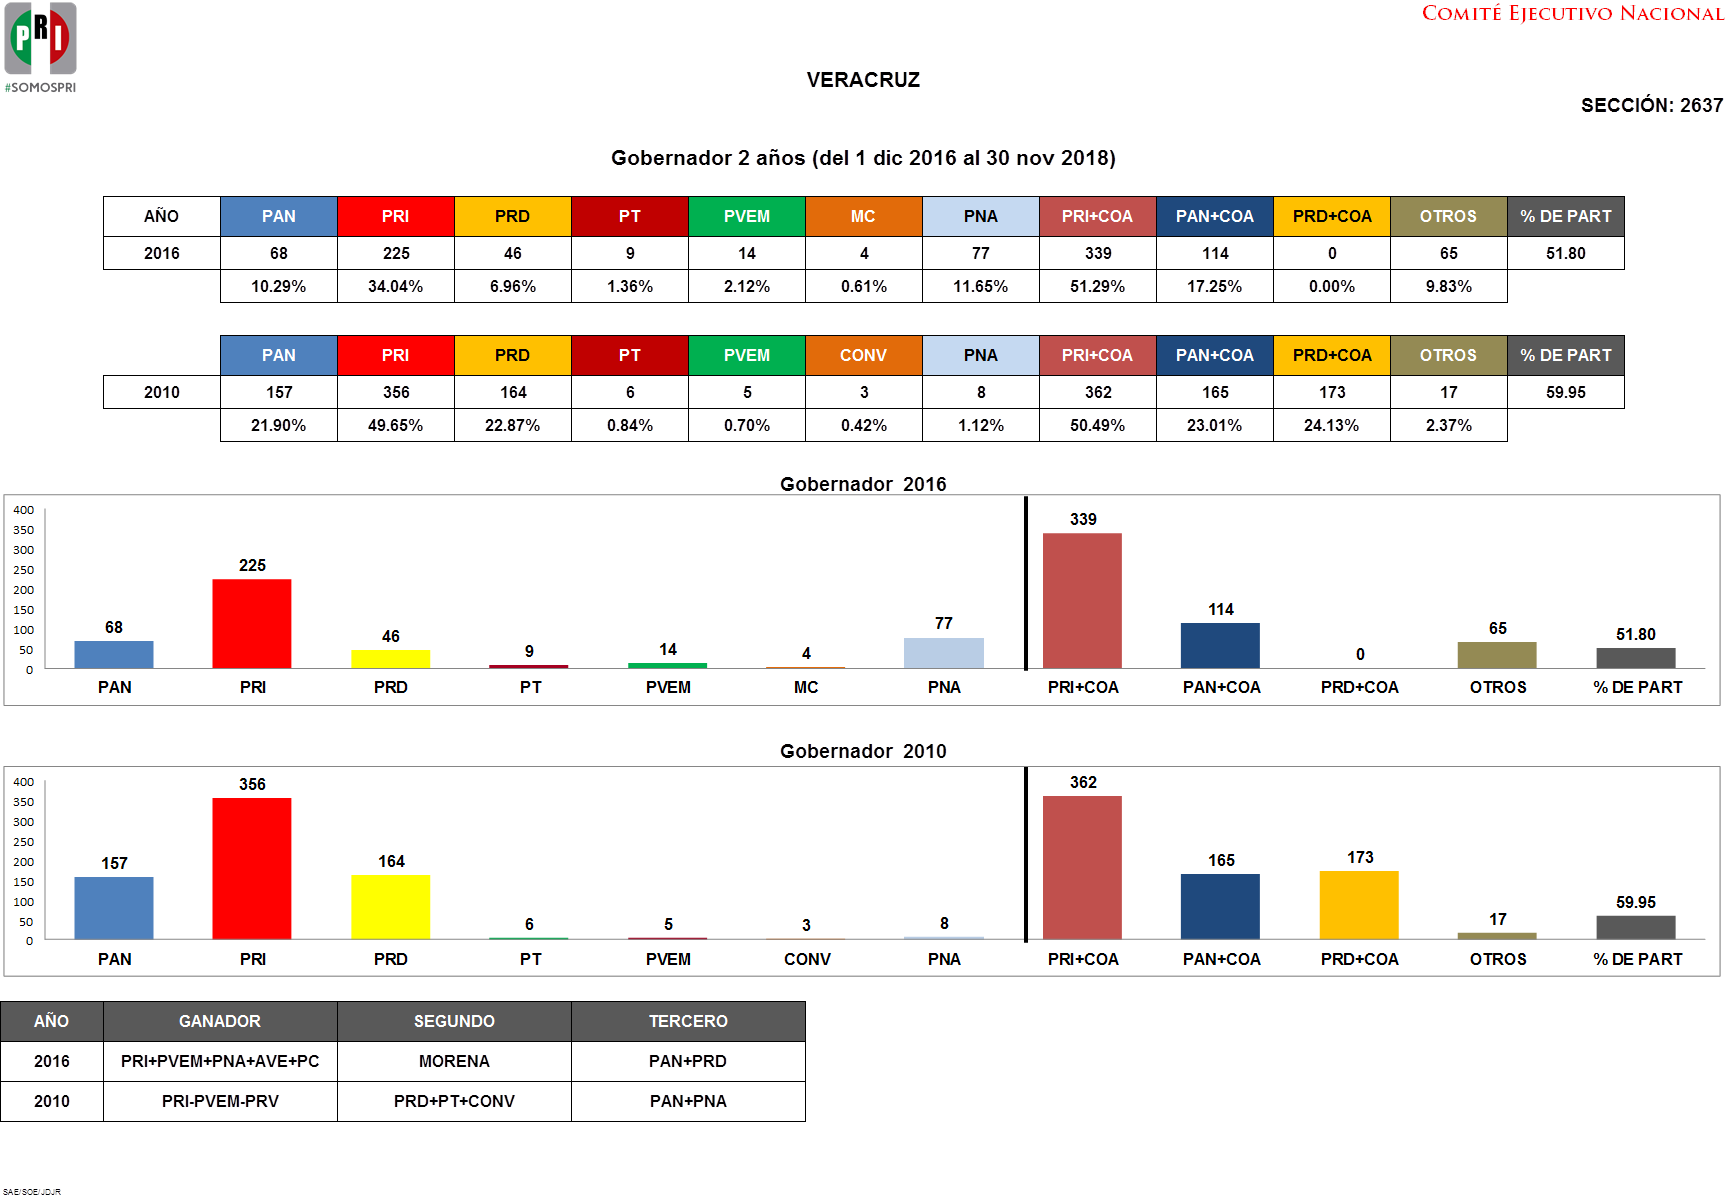 PRI
#SOMOSPRI
COMITÉ EJECUTIVO NACIONAL
VERACRUZ
SECCIÓN: 2637
Gobernador 2 años (del 1 dic 2016 al 30 nov 2018)
AÑO PAN PRI PRD PT PVEM MC PNA PRI+COA PAN+COA PRD+COA OTROS % DE PART
2016 68 225 46 9 14 4 77 339 114 0 65 51.80
10.29% 34.04% 6.96% 1.36% 2.12% 0.61% 11.65% 51.29% 17.25% 0.00% 9.83%
PAN PRI PRD PT PVEM CONV PNA PRI+COA PAN+COA PRD+COA OTROS % DE PART
2010 157 356 164 6 5 3 8 362 165 173 17 59.95
21.90% 49.65% 22.87% 0.84% 0.70% 0.42% 1.12% 50.49% 23.01% 24.13% 2.37%
Gobernador 2016
400
350
300
250
200
150
100
50
0
68 225 46 9 14 4 77 339 114 0 65 51.80
PAN PRI PRD PT PVEM MC PNA PRI+COA PAN+COA PRD+COA OTROS % DE PART
Gobernador 2010
400
350
300
250
200
150
100
50
0
157 356 164 6 5 3 8 362 165 173 17 59.95
PAN PRI PRD PT PVEM CONV PNA PRI+COA PAN+COA PRD+COA OTROS % DE PART
AÑO GANADOR SEGUNDO TERCERO
2016 PRI+PVEM+PNA+AVE+PC MORENA PAN+PRD
2010 PRI-PVEM-PRV PRD+PT+CONV PAN+PNA
SAE/SOE/JDJR